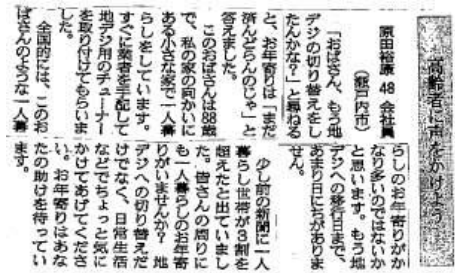 高齢者に声をかけよう
原田裕康 48 会社員
(瀬戸内市)
「おばさん、もう地
デジの切り替えをし
たんかな?」と尋ねる
と、お年寄りは「まだ
済んどらんのじゃ」と
答えました。
このおばさんは88歳
で、私の家の向かいに
ある小さな家で一人暮
らしをしています。
すぐに業者を手配して
地デジ用のチューナー
を取り付けてもらいま
した。
全国的には、このお
ばさんのような一人暮
らしのお年寄りがか
なり多いのではないか
と思います。もう地
デジへの移行日まで、
あまり日にちがありま
せん。
少し前の新聞に一人
暮らし世帯が3割を
超えたと出ていまし
た。皆さんの周りに
も一人暮らしのお年寄
りがいませんか? 地
デジへの切り替えだ
けでなく、日常生活
などでちょっと気に
かけてあげてくださ
い。お年寄りはあな
たの助けを待ってい
ます。